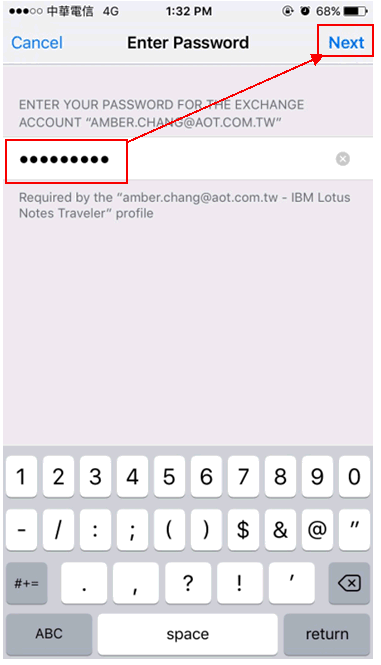 中華電信 4G 1:32 PM 68%
Cancel Enter Password Next
ENTER YOUR PASSWORD FOR THE EXCHANGE
ACCOUNT “AMBER.CHANG@AOT.COM.TW”
●●●●●●●●●
Required by the “amber.chang@aot.com.tw - IBM Lotus
Notes Traveler” profile
1 2 3 4 5 6 7 8 9 0
- / : ; ( ) $ & @ ”
#+= . , ? ! ’
ABC space return